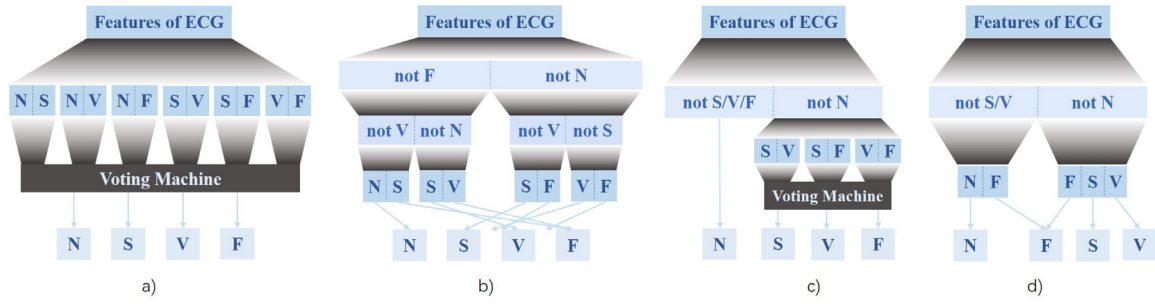 Features of ECG
N S N V N F S V S F V F
Voting Machine
N S V F
a)
Features of ECG
not F not N
not V not N not V not S
N S S V S F V F
N S V F
b)
Features of ECG
not S/V/F not N
S V S F V F
Voting Machine
N S V F
c)
Features of ECG
not S/V not N
N F F S V
N F S V
d)